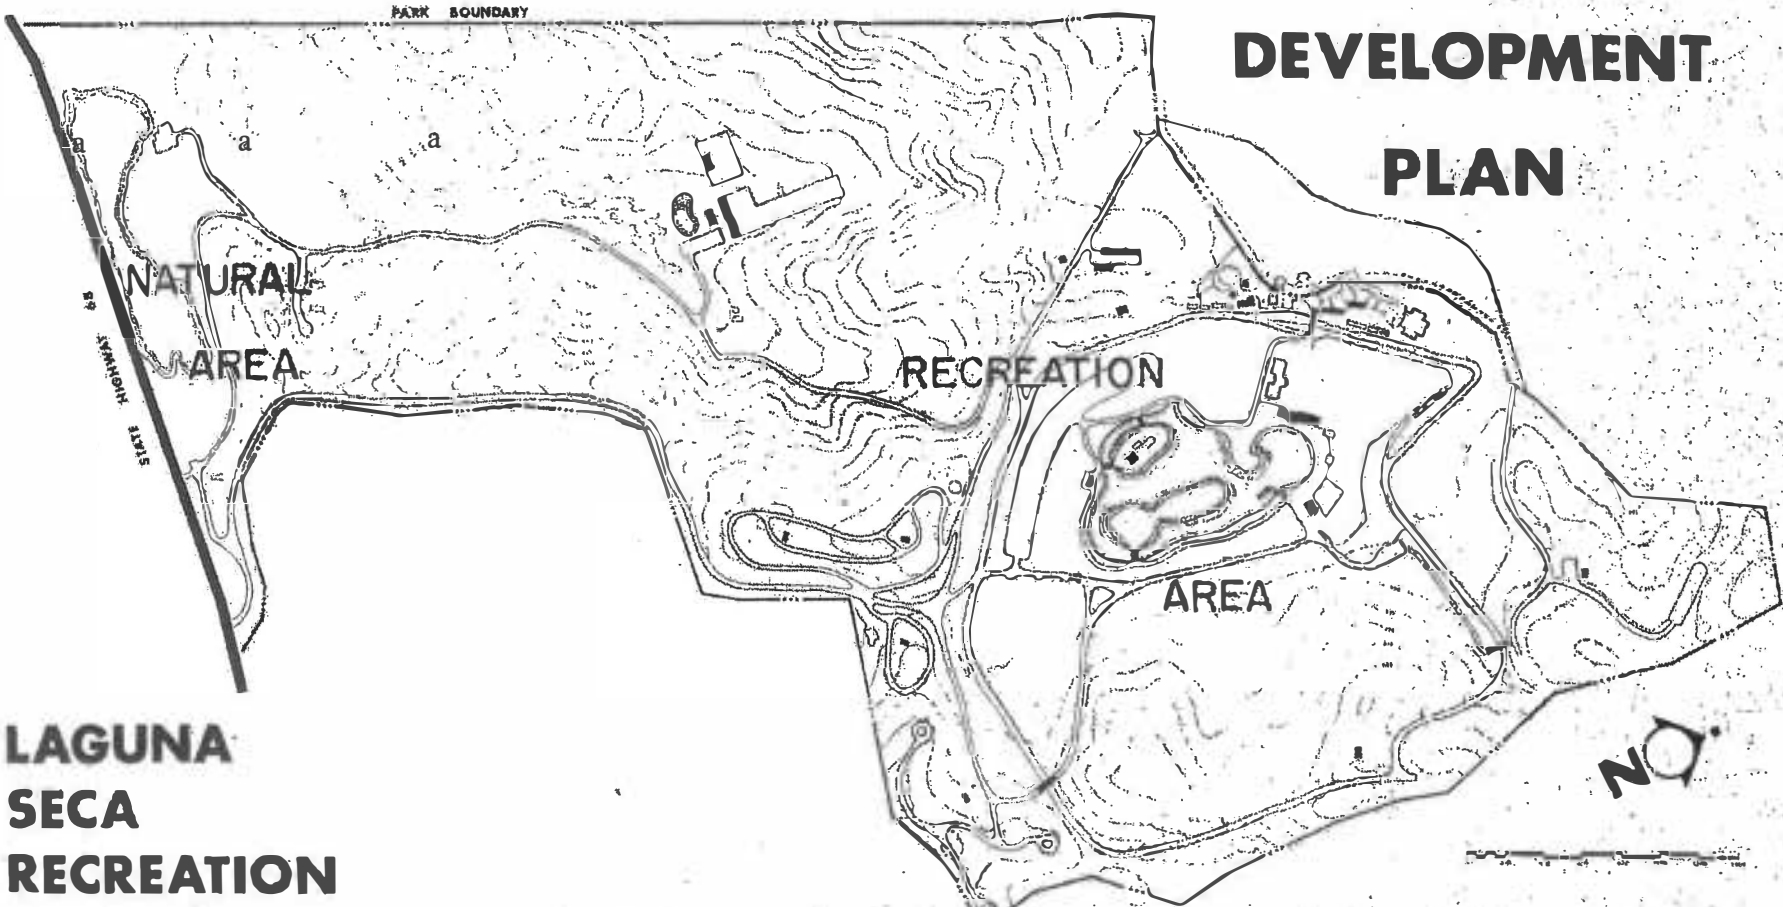 PARK BOUNDARY
DEVELOPMENT
PLAN
a
a
a
NATURAL
AREA
STATE HIGHWAY 68
RECREATION
AREA
N
LAGUNA
SECA
RECREATION